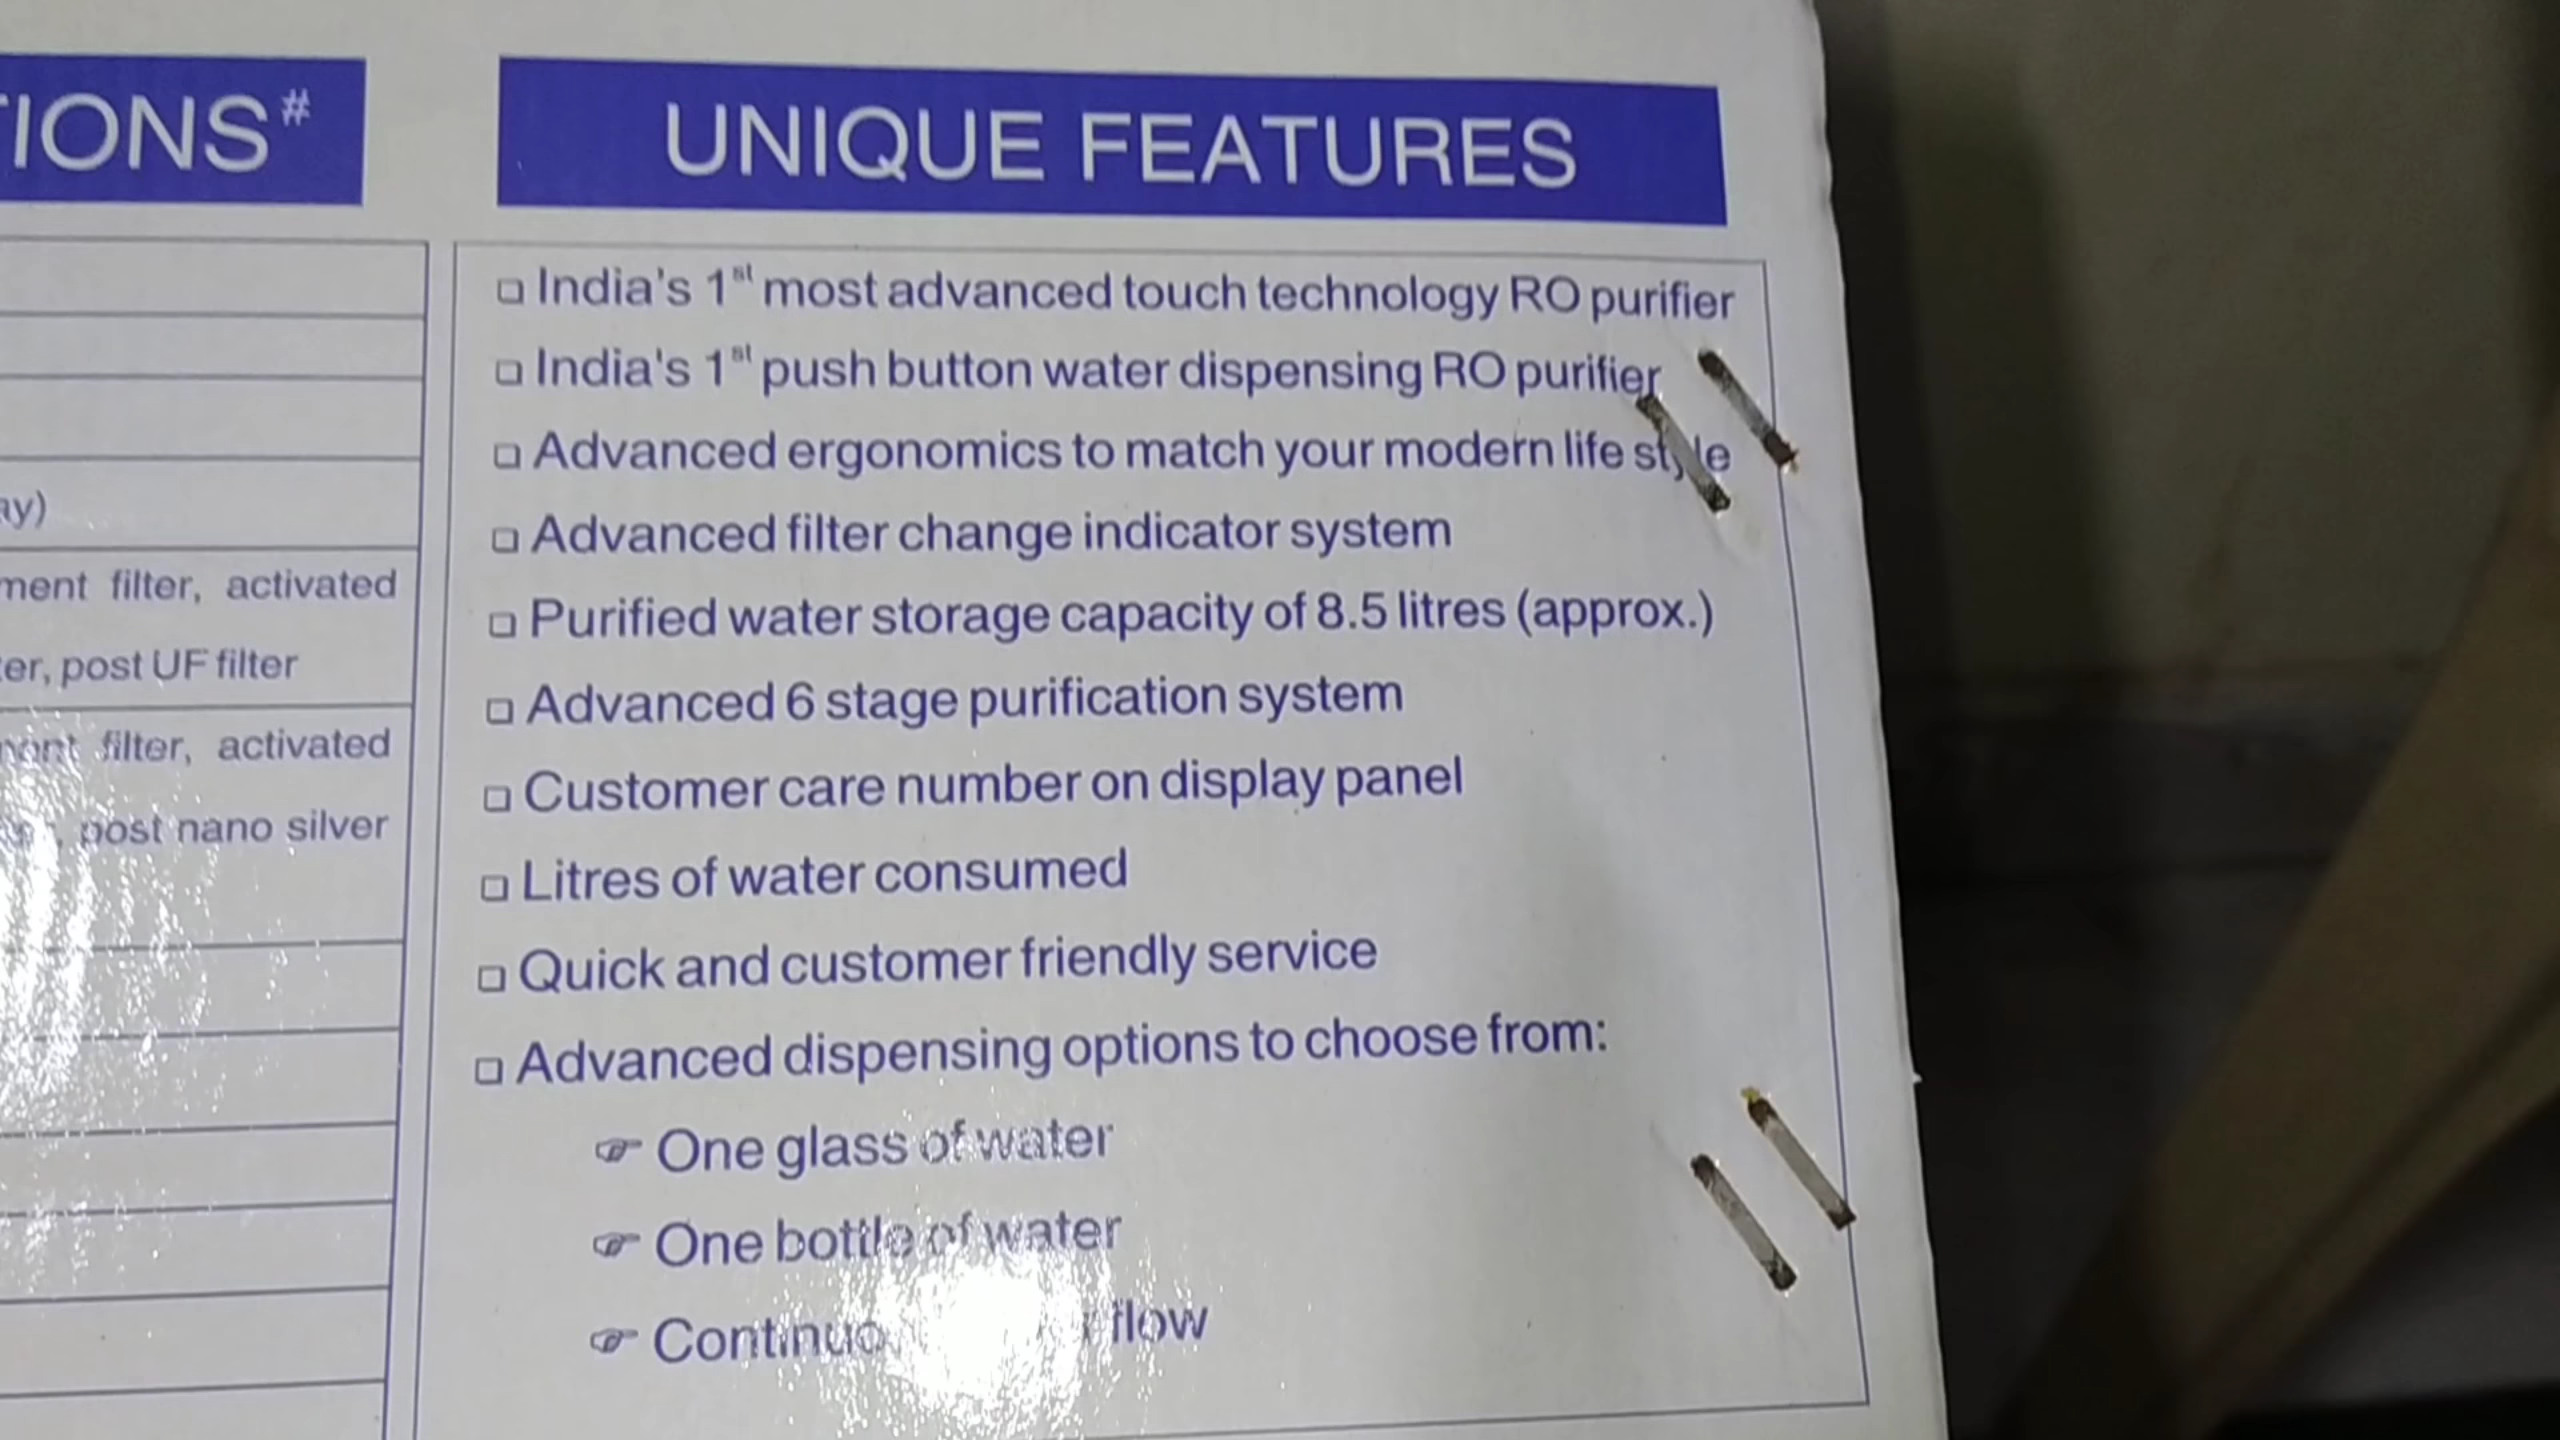 IONS#
ay)
ment filter, activated
er, post UF filter
filter, activated
post nano silver
UNIQUE FEATURES
India's 1st most advanced touch technology RO purifier
India's 1st push button water dispensing RO purifier
Advanced ergonomics to match your modern life style
Advanced filter change indicator system
Purified water storage capacity of 8.5 litres (approx.)
Advanced 6 stage purification system
Customer care number on display panel
Litres of water consumed
Quick and customer friendly service
Advanced dispensing options to choose from:
One glass of water
One bottle of water
flow